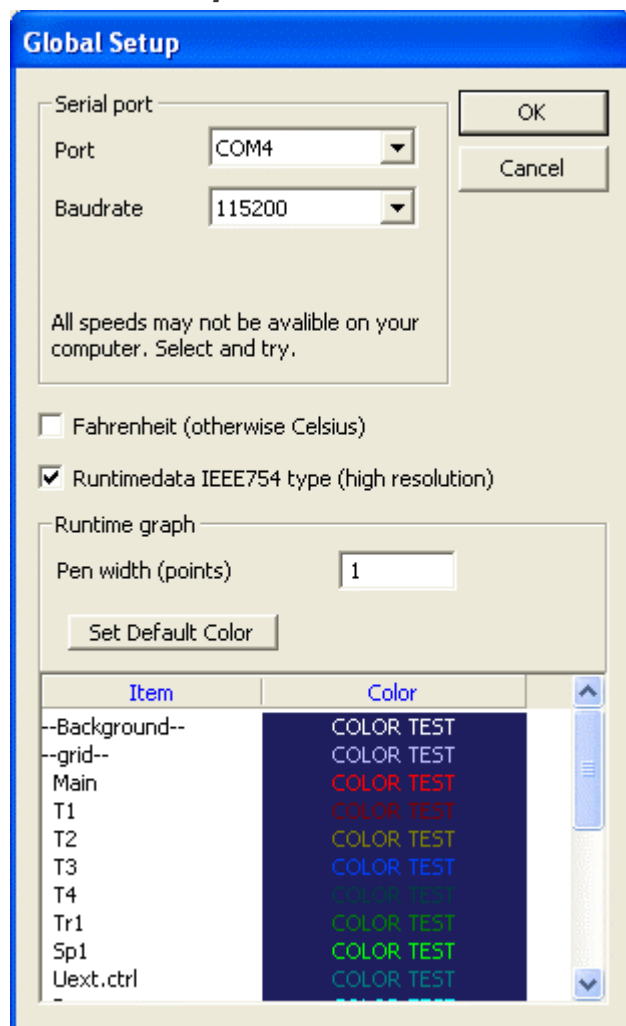 Global Setup
Serial port
OK
Port
COM4
Cancel
Baudrate
115200
All speeds may not be avalible on your
computer. Select and try.
Fahrenheit (otherwise Celsius)
Runtimedata IEEE754 type (high resolution)
Runtime graph
Pen width (points)
1
Set Default Color
Item Color
--Background-- COLOR TEST
--grid-- COLOR TEST
Main COLOR TEST
T1 COLOR TEST
T2 COLOR TEST
T3 COLOR TEST
T4 COLOR TEST
Tr1 COLOR TEST
Sp1 COLOR TEST
Uext.ctrl COLOR TEST